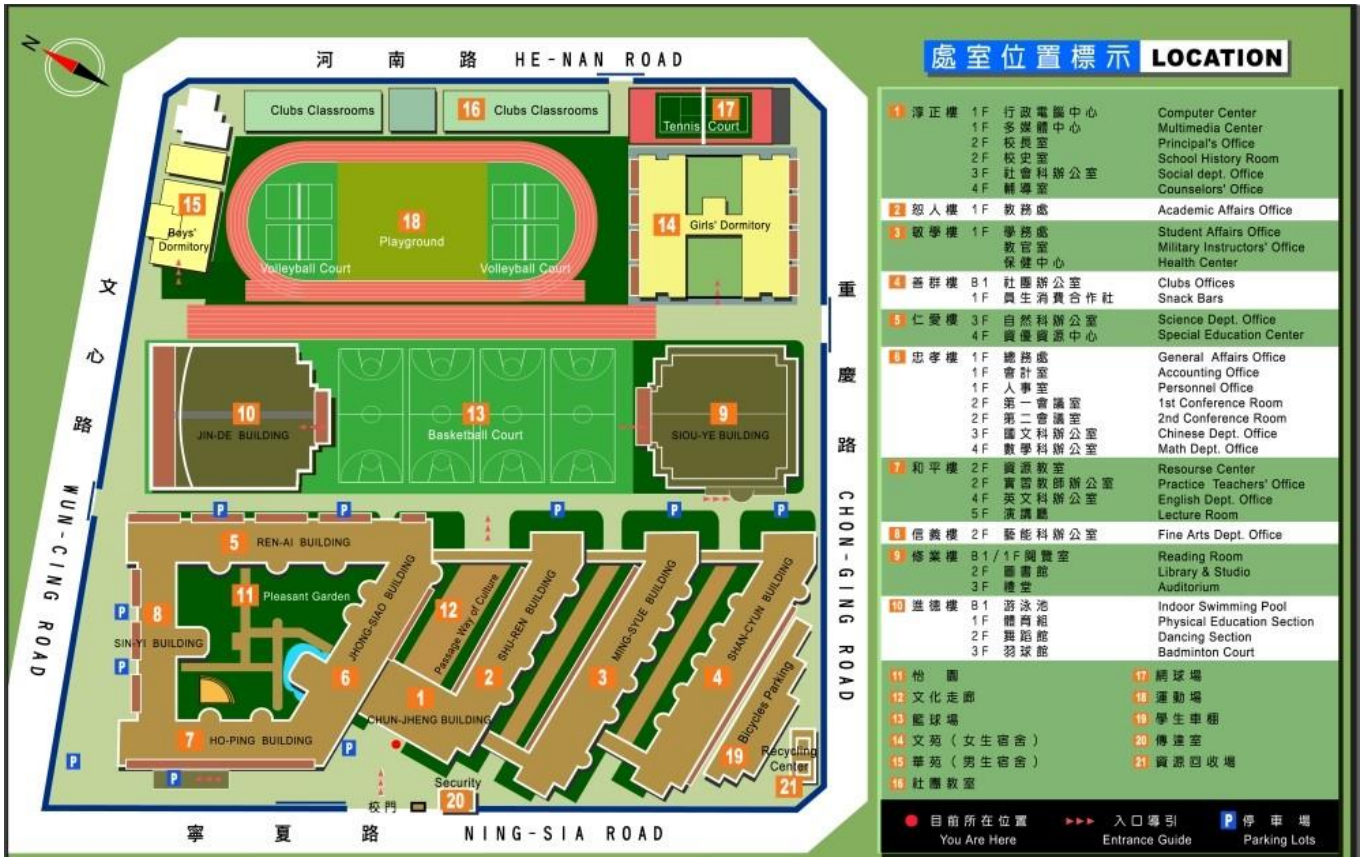 N
河南路 HE-NAN ROAD
Clubs Classrooms
16 Clubs Classrooms
17
Tennis Court
15
Boys'
Dormitory
18
Playground
Volleyball Court
Volleyball Court
14 Girls' Dormitory
文心路 WUN-CING ROAD
重慶路 CHON-GING ROAD
10
JIN-DE BUILDING
13
Basketball Court
9
SIOU-YE BUILDING
P
P
P
P
P
5 REN-AI BUILDING
11 Pleasant Garden
8
SIN-YI BUILDING
P
P
6
JHONG-SIAO BUILDING
12
Passage Way of Culture
2
SHU-REN BUILDING
3
MING-SYUE BUILDING
4
SHAN-CYUN BUILDING
1
CHUN-JHENG BUILDING
7 HO-PING BUILDING
P
P
P
19
Bicycles Parking
Recycling
Center
21
Security
20
校門
寧夏路 NING-SIA ROAD
處室位置標示 LOCATION
1 淳正樓 1F 行政電腦中心 Computer Center
1F 多媒體中心 Multimedia Center
2F 校長室 Principal's Office
2F 校史室 School History Room
3F 社會科辦公室 Social dept. Office
4F 輔導室 Counselors' Office
2 恕人樓 1F 教務處 Academic Affairs Office
3 敏學樓 1F 學務處 Student Affairs Office
教官室 Military Instructors' Office
保健中心 Health Center
4 善群樓 B1 社團辦公室 Clubs Offices
1F 員生消費合作社 Snack Bars
5 仁愛樓 3F 自然科辦公室 Science Dept. Office
4F 資優資源中心 Special Education Center
6 忠孝樓 1F 總務處 General Affairs Office
1F 會計室 Accounting Office
1F 人事室 Personnel Office
2F 第一會議室 1st Conference Room
2F 第二會議室 2nd Conference Room
3F 國文科辦公室 Chinese Dept. Office
4F 數學科辦公室 Math Dept. Office
7 和平樓 2F 資源教室 Resourse Center
2F 實習教師辦公室 Practice Teachers' Office
4F 英文科辦公室 English Dept. Office
5F 演講廳 Lecture Room
8 信義樓 2F 藝能科辦公室 Fine Arts Dept. Office
9 修業樓 B1/1F 閱覽室 Reading Room
2F 圖書館 Library & Studio
3F 禮堂 Auditorium
10 進德樓 B1 游泳池 Indoor Swimming Pool
1F 體育組 Physical Education Section
2F 舞蹈館 Dancing Section
3F 羽球館 Badminton Court
11 怡園
12 文化走廊
13 籃球場
14 文苑（女生宿舍）
15 華苑（男生宿舍）
16 社團教室
17 網球場
18 運動場
19 學生車棚
20 傳達室
21 資源回收場
目前所在位置
You Are Here
入口導引
Entrance Guide
P 停車場
Parking Lots